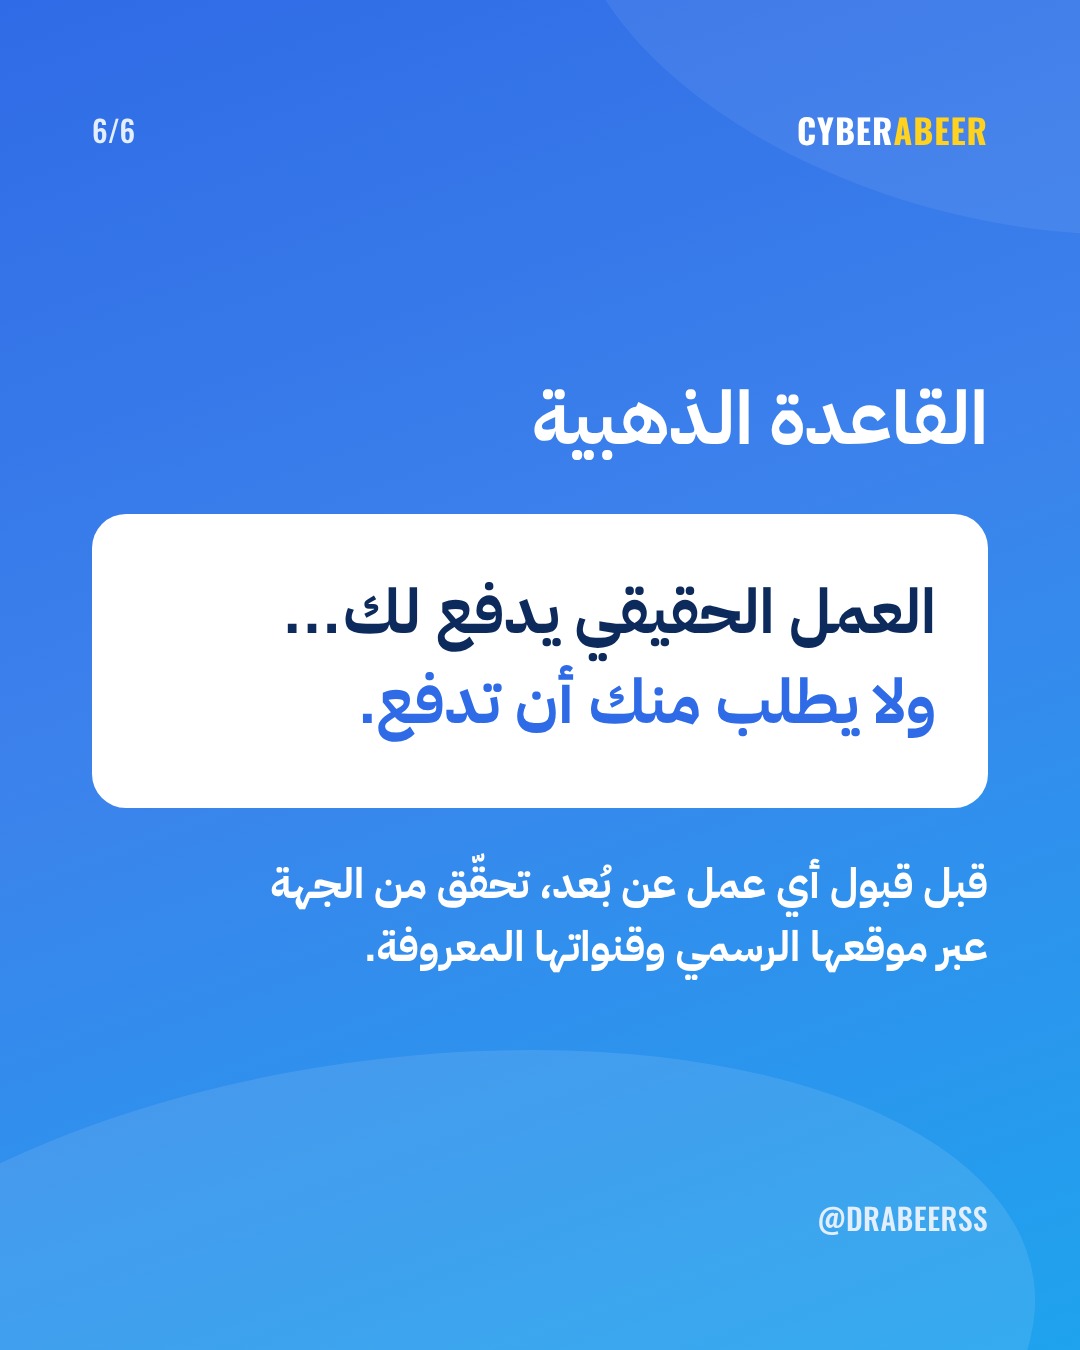 CYBERABEER
6/6
القاعدة الذهبية
العمل الحقيقي يدفع لك...
ولا يطلب منك أن تدفع.
قبل قبول أي عمل عن بُعد، تحقّق من الجهة
عبر موقعها الرسمي وقنواتها المعروفة.
@DRABEERSS